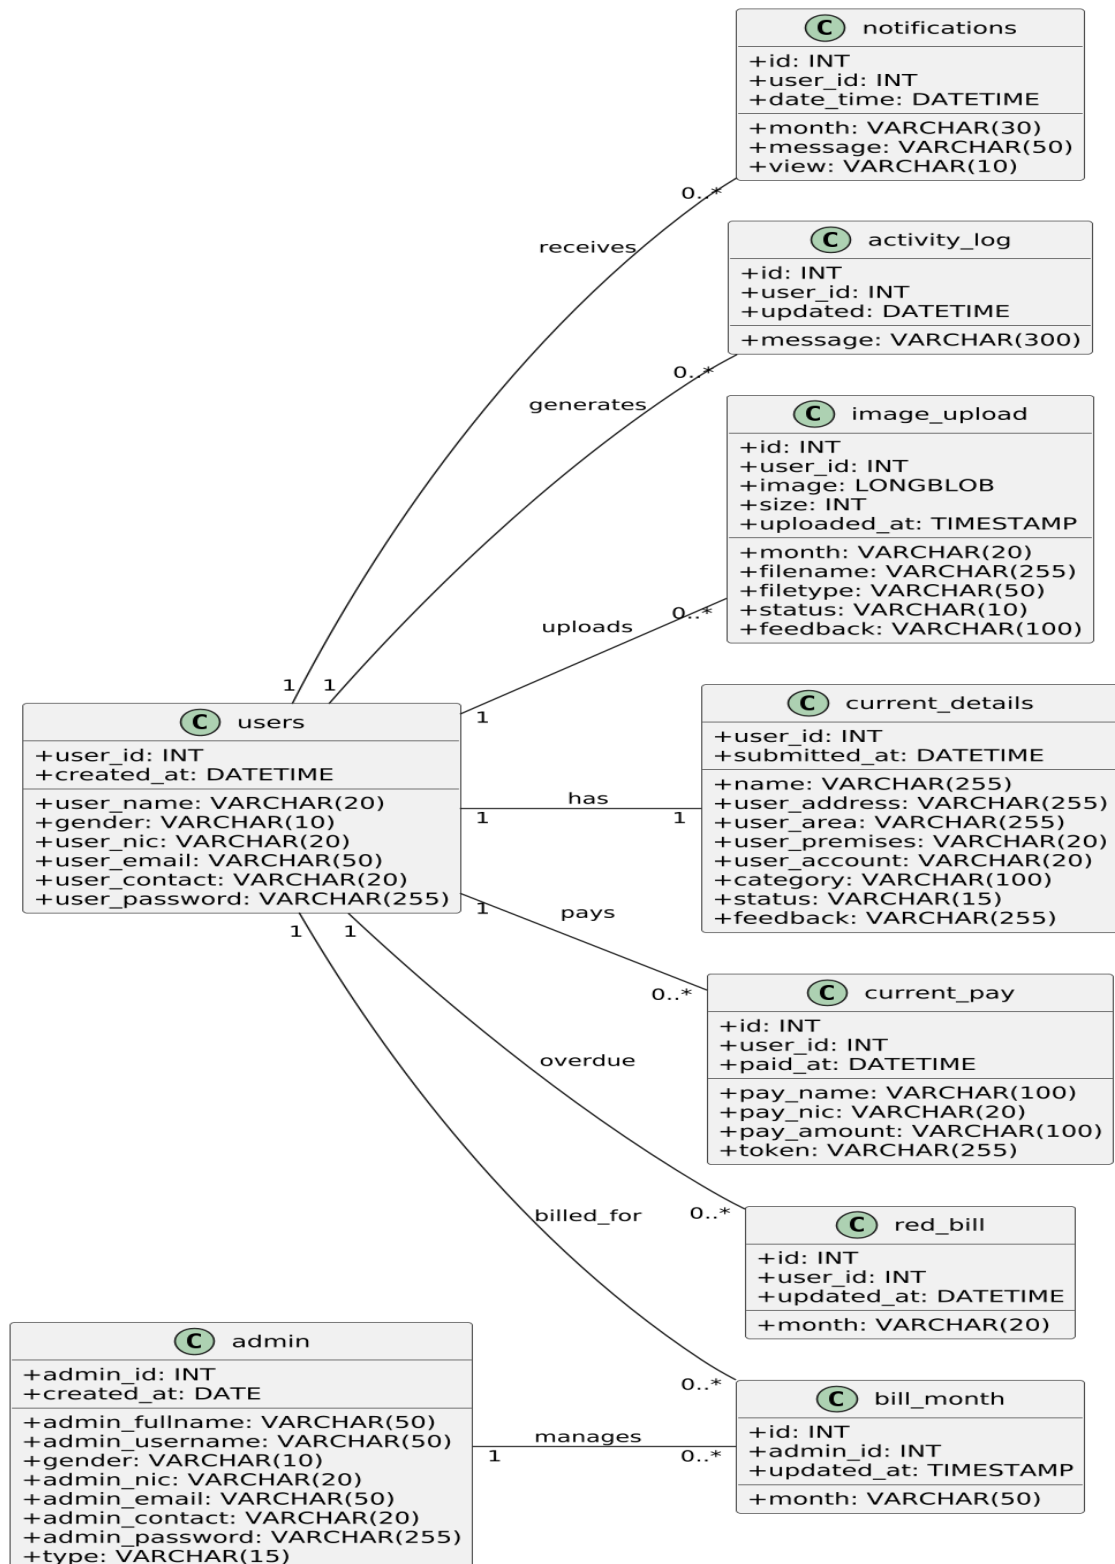 C notifications
+id: INT
+user_id: INT
+date_time: DATETIME
+month: VARCHAR(30)
+message: VARCHAR(50)
+view: VARCHAR(10)
0..*
receives
C activity_log
+id: INT
+user_id: INT
+updated: DATETIME
+message: VARCHAR(300)
0..*
generates
C image_upload
+id: INT
+user_id: INT
+image: LONGBLOB
+size: INT
+uploaded_at: TIMESTAMP
+month: VARCHAR(20)
+filename: VARCHAR(255)
+filetype: VARCHAR(50)
+status: VARCHAR(10)
+feedback: VARCHAR(100)
0..*
uploads
1 1
1
C users
+user_id: INT
+created_at: DATETIME
+user_name: VARCHAR(20)
+gender: VARCHAR(10)
+user_nic: VARCHAR(20)
+user_email: VARCHAR(50)
+user_contact: VARCHAR(20)
+user_password: VARCHAR(255)
C current_details
+user_id: INT
+submitted_at: DATETIME
+name: VARCHAR(255)
+user_address: VARCHAR(255)
+user_area: VARCHAR(255)
+user_premises: VARCHAR(20)
+user_account: VARCHAR(20)
+category: VARCHAR(100)
+status: VARCHAR(15)
+feedback: VARCHAR(255)
has
1 1
1
pays
0..*
1 1
C current_pay
+id: INT
+user_id: INT
+paid_at: DATETIME
+pay_name: VARCHAR(100)
+pay_nic: VARCHAR(20)
+pay_amount: VARCHAR(100)
+token: VARCHAR(255)
overdue
0..*
C red_bill
+id: INT
+user_id: INT
+updated_at: DATETIME
+month: VARCHAR(20)
billed_for
0..*
C admin
+admin_id: INT
+created_at: DATE
+admin_fullname: VARCHAR(50)
+admin_username: VARCHAR(50)
+gender: VARCHAR(10)
+admin_nic: VARCHAR(20)
+admin_email: VARCHAR(50)
+admin_contact: VARCHAR(20)
+admin_password: VARCHAR(255)
+type: VARCHAR(15)
manages
1 0..*
C bill_month
+id: INT
+admin_id: INT
+updated_at: TIMESTAMP
+month: VARCHAR(50)